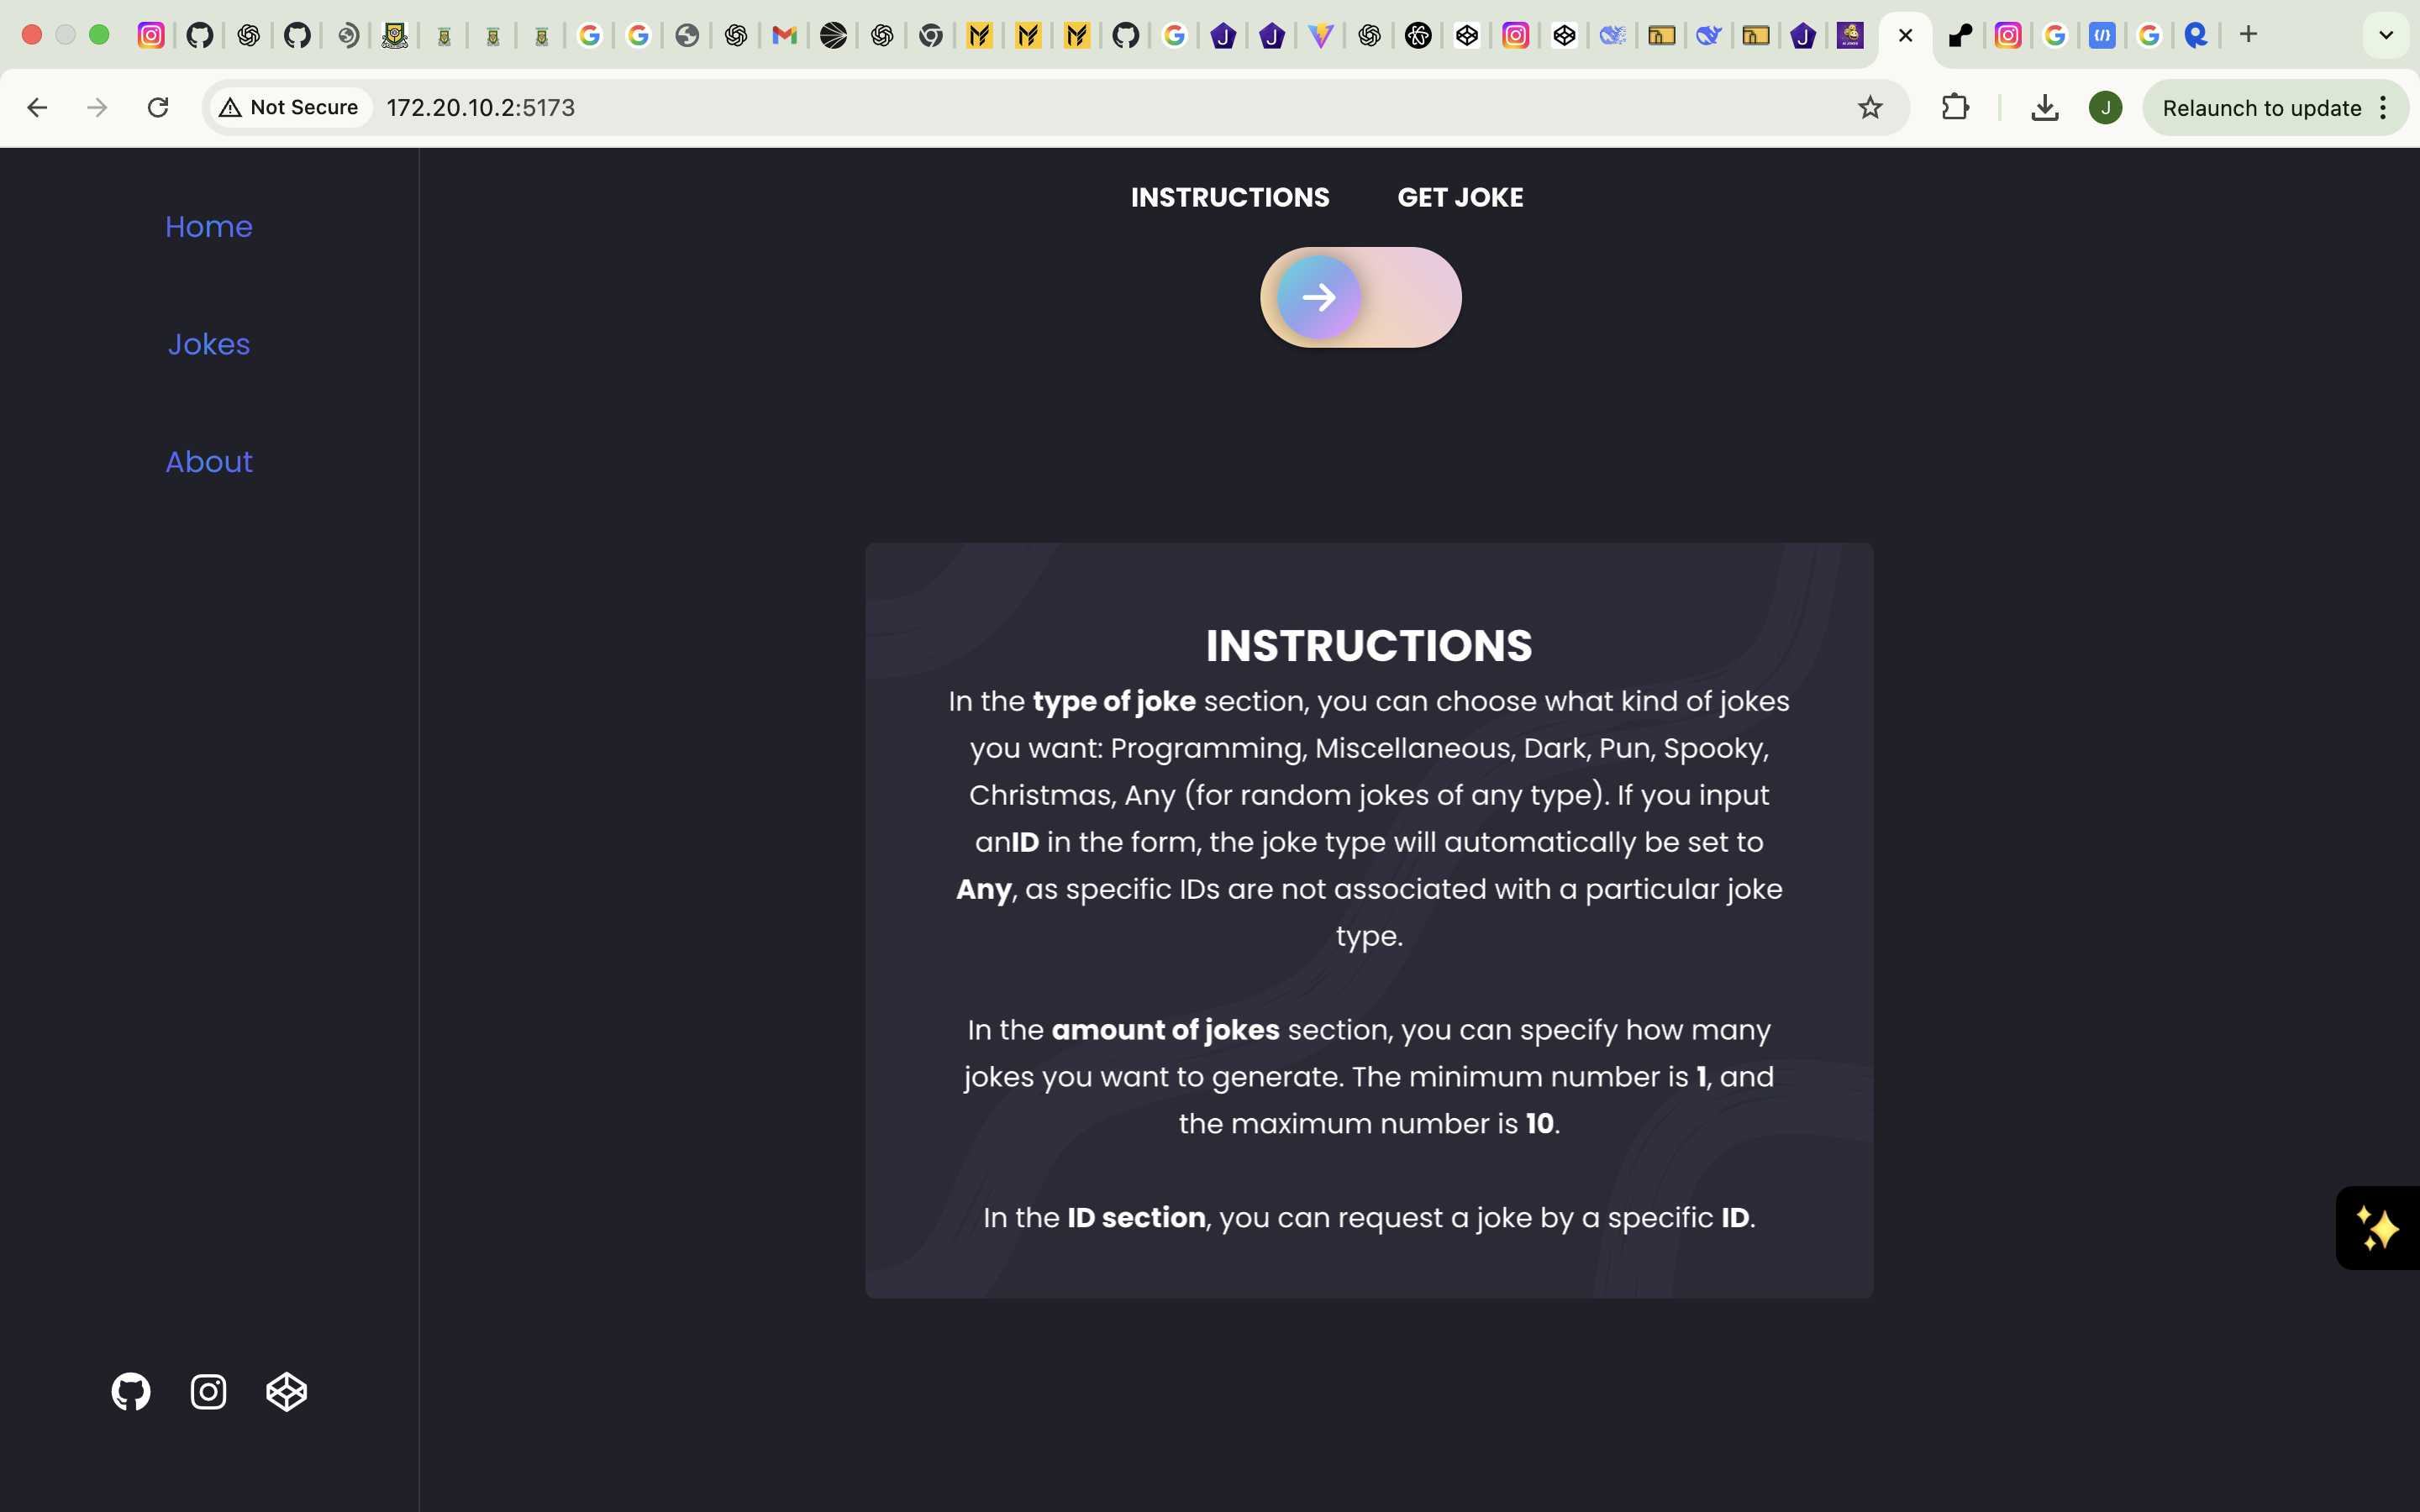 Not Secure
172.20.10.2:5173
J
Relaunch to update
Home
Jokes
About
INSTRUCTIONS GET JOKE
INSTRUCTIONS
In the type of joke section, you can choose what kind of jokes
you want: Programming, Miscellaneous, Dark, Pun, Spooky,
Christmas, Any (for random jokes of any type). If you input
anID in the form, the joke type will automatically be set to
Any, as specific IDs are not associated with a particular joke
type.
In the amount of jokes section, you can specify how many
jokes you want to generate. The minimum number is 1, and
the maximum number is 10.
In the ID section, you can request a joke by a specific ID.